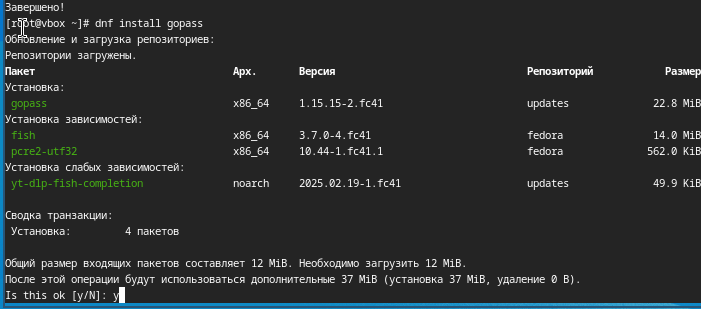 Завершено!
[root@vbox ~]# dnf install gopass
Обновление и загрузка репозиториев:
Репозитории загружены.
Пакет Арх. Версия Репозиторий Размер
Установка:
gopass x86_64 1.15.15-2.fc41 updates 22.8 MiB
Установка зависимостей:
fish x86_64 3.7.0-4.fc41 fedora 14.0 MiB
pcre2-utf32 x86_64 10.44-1.fc41.1 fedora 562.0 KiB
Установка слабых зависимостей:
yt-dlp-fish-completion noarch 2025.02.19-1.fc41 updates 49.9 KiB
Сводка транзакции:
Установка: 4 пакетов
Общий размер входящих пакетов составляет 12 MiB. Необходимо загрузить 12 MiB.
После этой операции будут использоваться дополнительные 37 MiB (установка 37 MiB, удаление 0 B).
Is this ok [y/N]: y